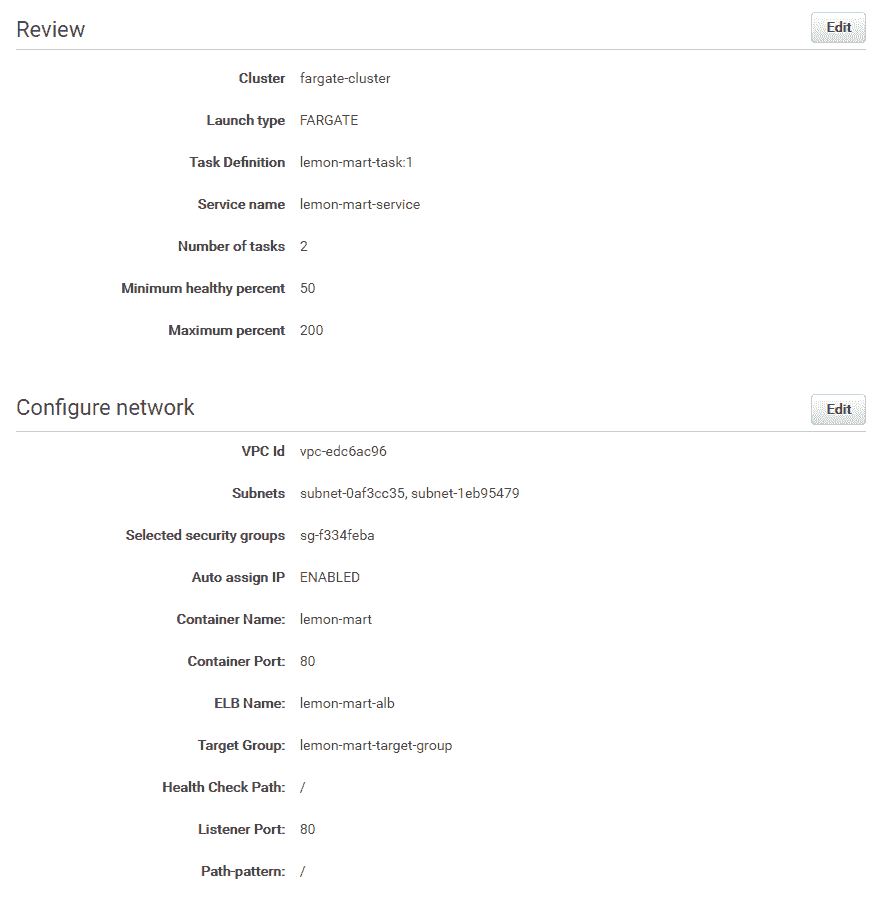 Review
Edit
Cluster fargate-cluster
Launch type FARGATE
Task Definition lemon-mart-task:1
Service name lemon-mart-service
Number of tasks 2
Minimum healthy percent 50
Maximum percent 200
Configure network
Edit
VPC Id vpc-edc6ac96
Subnets subnet-0af3cc35, subnet-1eb95479
Selected security groups sg-f334feba
Auto assign IP ENABLED
Container Name: lemon-mart
Container Port: 80
ELB Name: lemon-mart-alb
Target Group: lemon-mart-target-group
Health Check Path: /
Listener Port: 80
Path-pattern: /